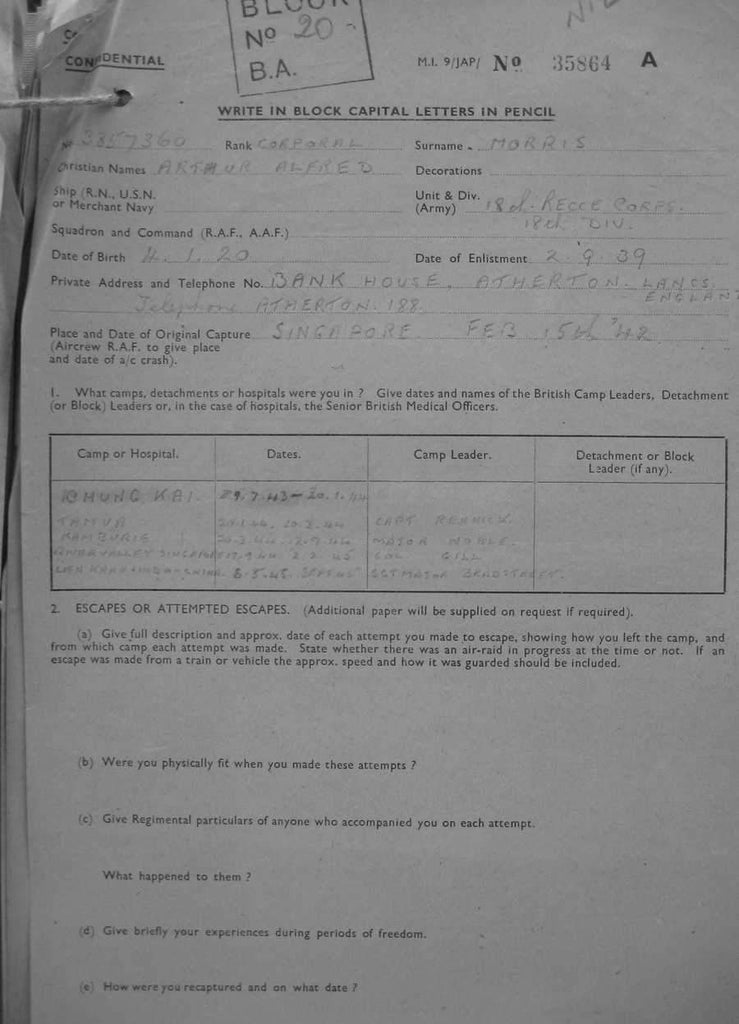 BLOCK
Nº 20
B.A.
CONFIDENTIAL
M.I. 9/JAP/ Nº 35864 A
WRITE IN BLOCK CAPITAL LETTERS IN PENCIL
3357360 Rank CORPORAL Surname MORRIS
Christian Names ARTHUR ALFRED Decorations
Ship (R.N., U.S.N. or Merchant Navy
Unit & Div. (Army) 18th RECCE CORPS.
18th DIV.
Squadron and Command (R.A.F., A.A.F.)
Date of Birth 4.1.20 Date of Enlistment 2.9.39
Private Address and Telephone No. BANK HOUSE, ATHERTON. LANCS.
ENGLAND
Telephone ATHERTON. 188.
Place and Date of Original Capture SINGAPORE. FEB 15th '42
(Aircrew R.A.F. to give place
and date of a/c crash).
1. What camps, detachments or hospitals were you in ? Give dates and names of the British Camp Leaders, Detachment
(or Block) Leaders or, in the case of hospitals, the Senior British Medical Officers.
Camp or Hospital. Dates. Camp Leader. Detachment or Block
Leader (if any).
CHUNG KAI. 29.7.43 – 20.1.44
CAPT RENNICK.
20.3.44 MAJOR NOBLE.
VALLEY SINGAPORE 2.2.45 COL GILL
8.5.45. SGT MAJOR
2. ESCAPES OR ATTEMPTED ESCAPES. (Additional paper will be supplied on request if required).
(a) Give full description and approx. date of each attempt you made to escape, showing how you left the camp, and
from which camp each attempt was made. State whether there was an air-raid in progress at the time or not. If an
escape was made from a train or vehicle the approx. speed and how it was guarded should be included.
(b) Were you physically fit when you made these attempts ?
(c) Give Regimental particulars of anyone who accompanied you on each attempt.
What happened to them ?
(d) Give briefly your experiences during periods of freedom.
(e) How were you recaptured and on what date ?